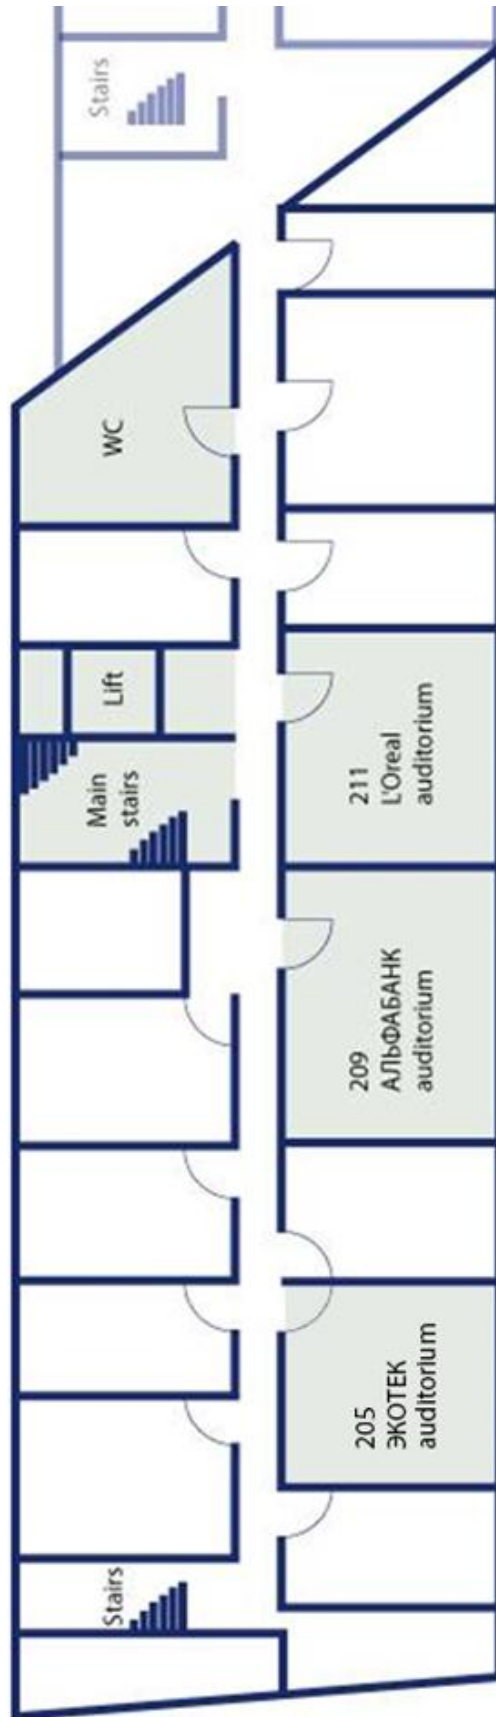 Stairs
WC
Lift
Main
stairs
211
L'Oreal
auditorium
209
АЛЬФАБАНК
auditorium
205
ЭКОТЕК
auditorium
Stairs